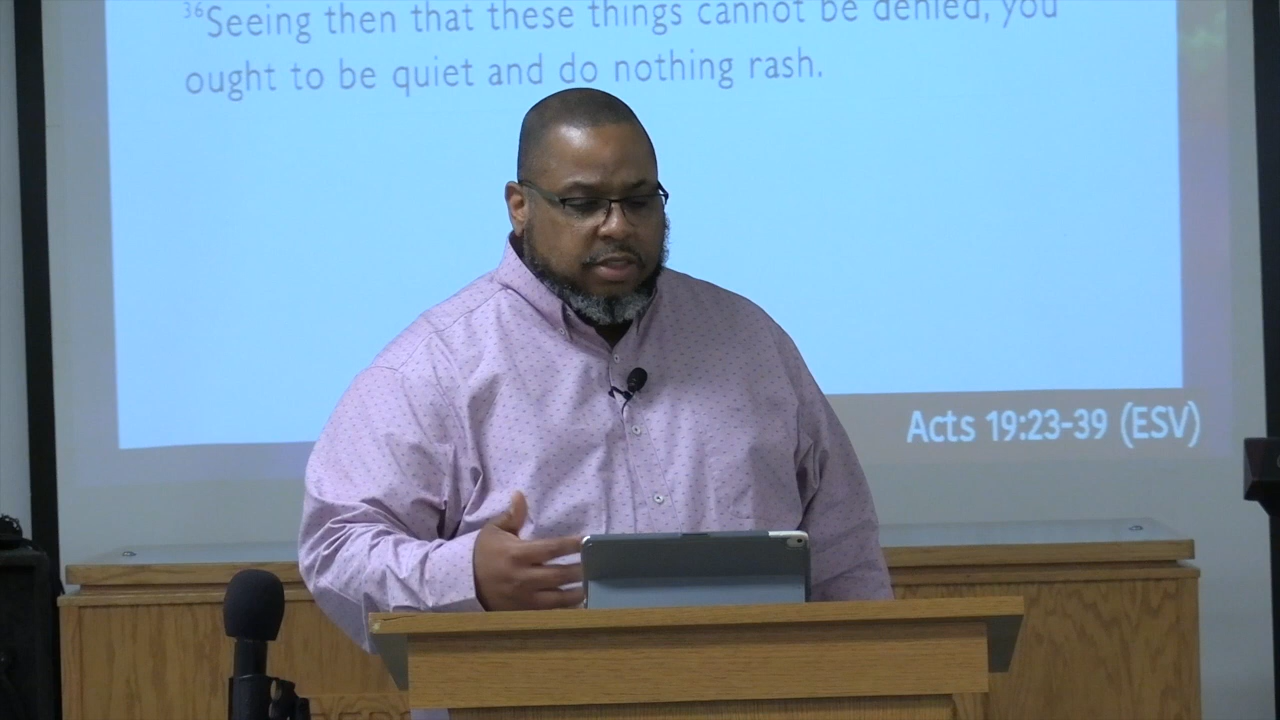 ³⁶Seeing then that these things cannot be denied, you
ought to be quiet and do nothing rash.
Acts 19:23-39 (ESV)